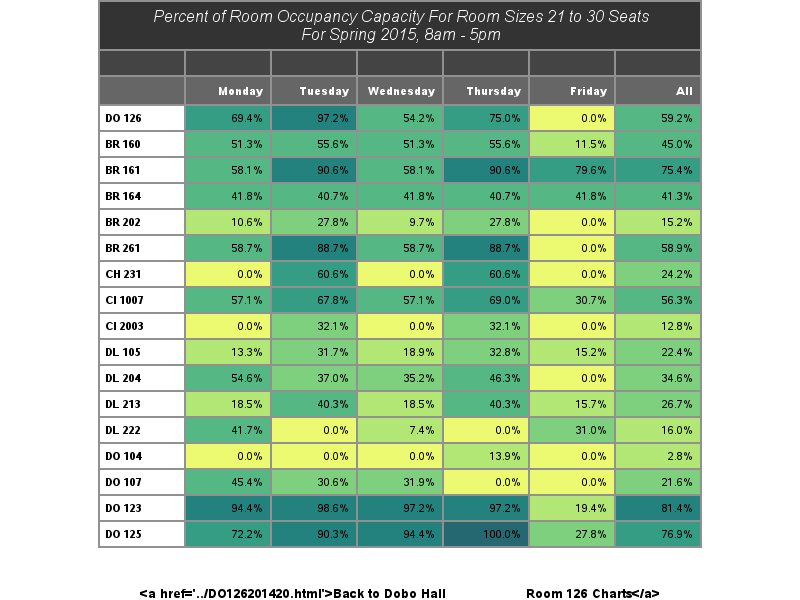 Percent of Room Occupancy Capacity For Room Sizes 21 to 30 Seats
For Spring 2015, 8am - 5pm
Monday Tuesday Wednesday Thursday Friday All
DO 126 69.4% 97.2% 54.2% 75.0% 0.0% 59.2%
BR 160 51.3% 55.6% 51.3% 55.6% 11.5% 45.0%
BR 161 58.1% 90.6% 58.1% 90.6% 79.6% 75.4%
BR 164 41.8% 40.7% 41.8% 40.7% 41.8% 41.3%
BR 202 10.6% 27.8% 9.7% 27.8% 0.0% 15.2%
BR 261 58.7% 88.7% 58.7% 88.7% 0.0% 58.9%
CH 231 0.0% 60.6% 0.0% 60.6% 0.0% 24.2%
CI 1007 57.1% 67.8% 57.1% 69.0% 30.7% 56.3%
CI 2003 0.0% 32.1% 0.0% 32.1% 0.0% 12.8%
DL 105 13.3% 31.7% 18.9% 32.8% 15.2% 22.4%
DL 204 54.6% 37.0% 35.2% 46.3% 0.0% 34.6%
DL 213 18.5% 40.3% 18.5% 40.3% 15.7% 26.7%
DL 222 41.7% 0.0% 7.4% 0.0% 31.0% 16.0%
DO 104 0.0% 0.0% 0.0% 13.9% 0.0% 2.8%
DO 107 45.4% 30.6% 31.9% 0.0% 0.0% 21.6%
DO 123 94.4% 98.6% 97.2% 97.2% 19.4% 81.4%
DO 125 72.2% 90.3% 94.4% 100.0% 27.8% 76.9%
<a href='../DO126201420.html'>Back to Dobo Hall Room 126 Charts</a>